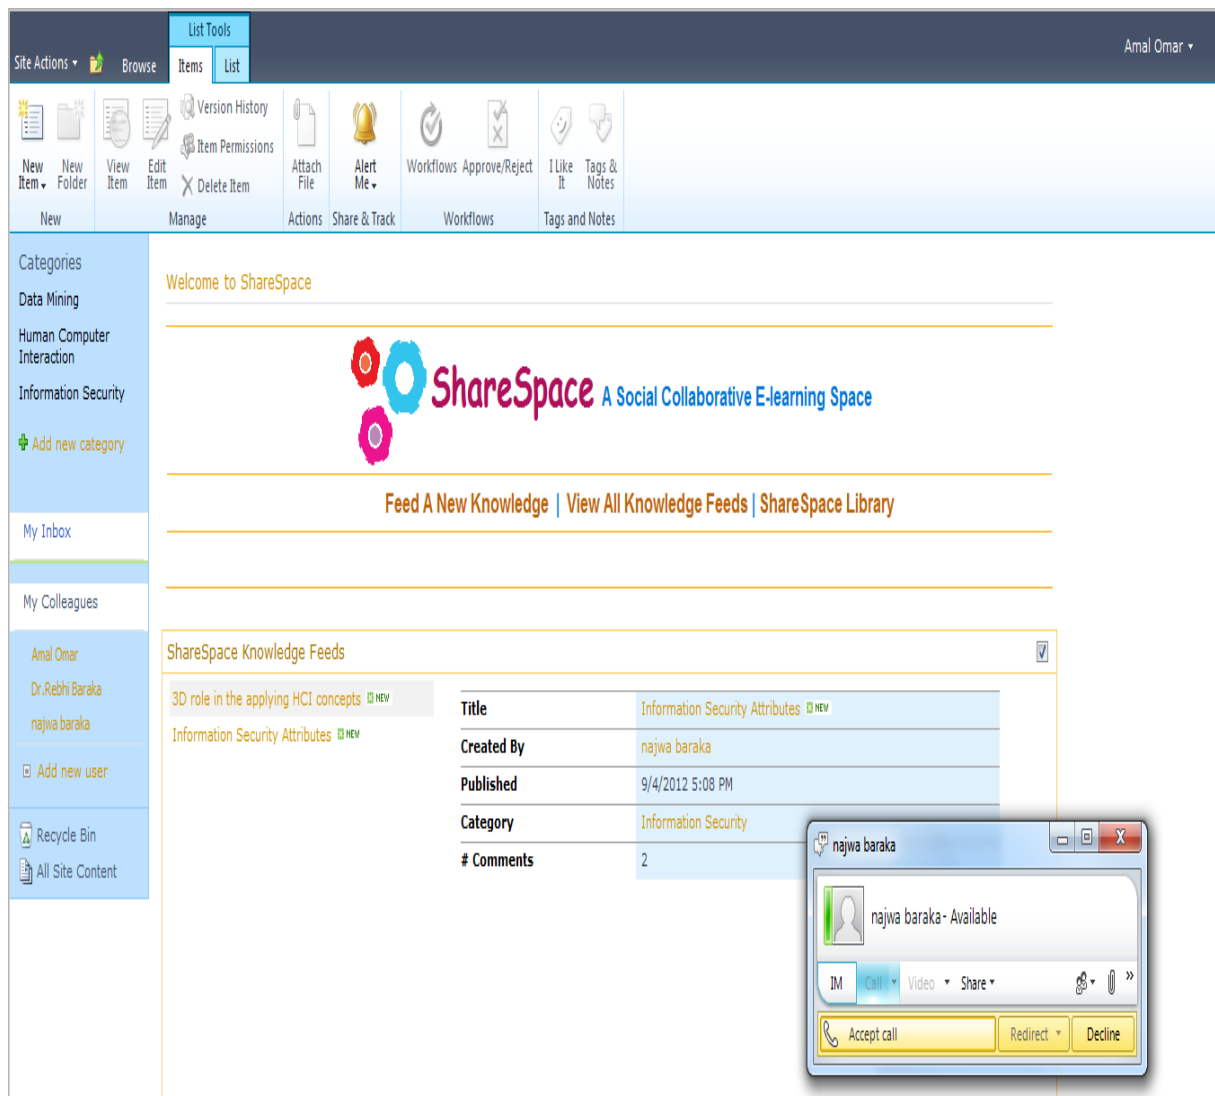 List Tools
Amal Omar
Site Actions Browse Items List
New Item New Folder
View Item Edit Item
Version History
Item Permissions
Delete Item
Attach File
Alert Me
Workflows Approve/Reject
I Like It Tags & Notes
New Manage Actions Share & Track Workflows Tags and Notes
Categories
Data Mining
Human Computer
Interaction
Information Security
Add new category
My Inbox
My Colleagues
Amal Omar
Dr.Rebhi Baraka
najwa baraka
Add new user
Recycle Bin
All Site Content
Welcome to ShareSpace
ShareSpace A Social Collaborative E-learning Space
Feed A New Knowledge | View All Knowledge Feeds | ShareSpace Library
ShareSpace Knowledge Feeds
3D role in the applying HCI concepts NEW
Information Security Attributes NEW
Title Information Security Attributes NEW
Created By najwa baraka
Published 9/4/2012 5:08 PM
Category Information Security
# Comments 2
najwa baraka
najwa baraka - Available
IM Call Video Share
Accept call Redirect Decline